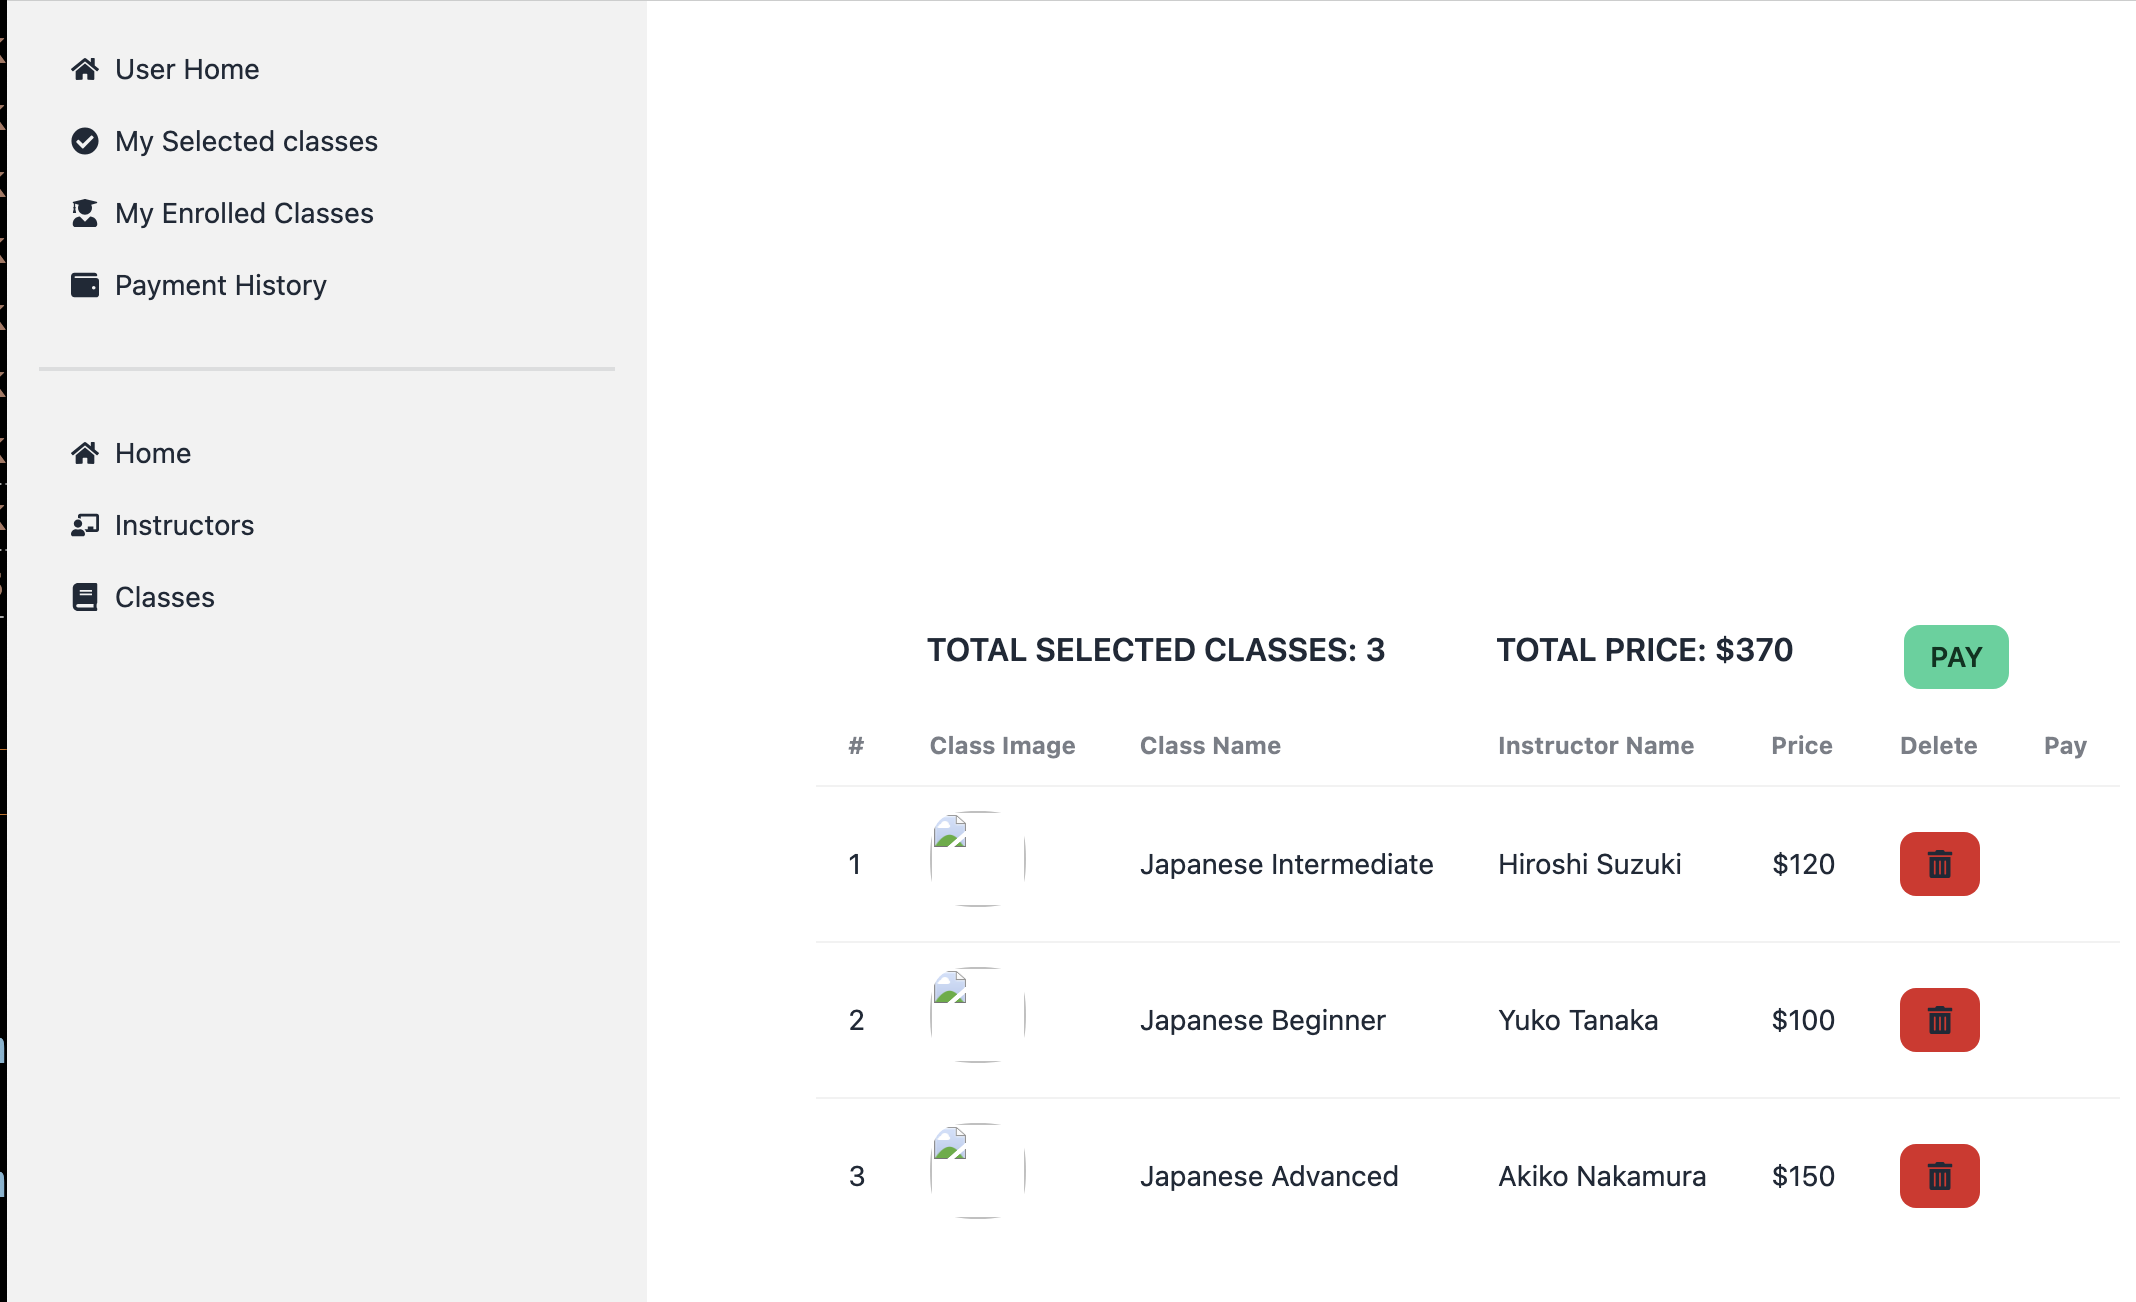 User Home
My Selected classes
My Enrolled Classes
Payment History
Home
Instructors
Classes
TOTAL SELECTED CLASSES: 3 TOTAL PRICE: $370 PAY
# Class Image Class Name Instructor Name Price Delete Pay
1 Japanese Intermediate Hiroshi Suzuki $120
2 Japanese Beginner Yuko Tanaka $100
3 Japanese Advanced Akiko Nakamura $150